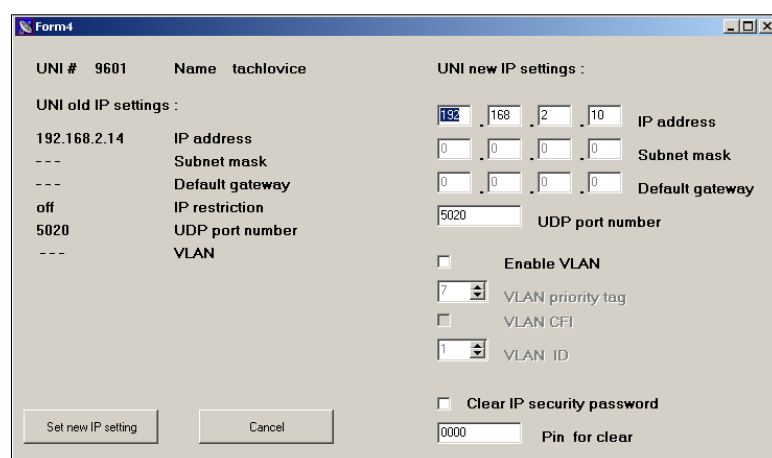 Form4
UNI # 9601 Name tachlovice
UNI old IP settings :
192.168.2.14 IP address
--- Subnet mask
--- Default gateway
off IP restriction
5020 UDP port number
--- VLAN
Set new IP setting Cancel
UNI new IP settings :
192 . 168 . 2 . 10 IP address
0 . 0 . 0 . 0 Subnet mask
0 . 0 . 0 . 0 Default gateway
5020 UDP port number
Enable VLAN
7 VLAN priority tag
VLAN CFI
1 VLAN ID
Clear IP security password
0000 Pin for clear